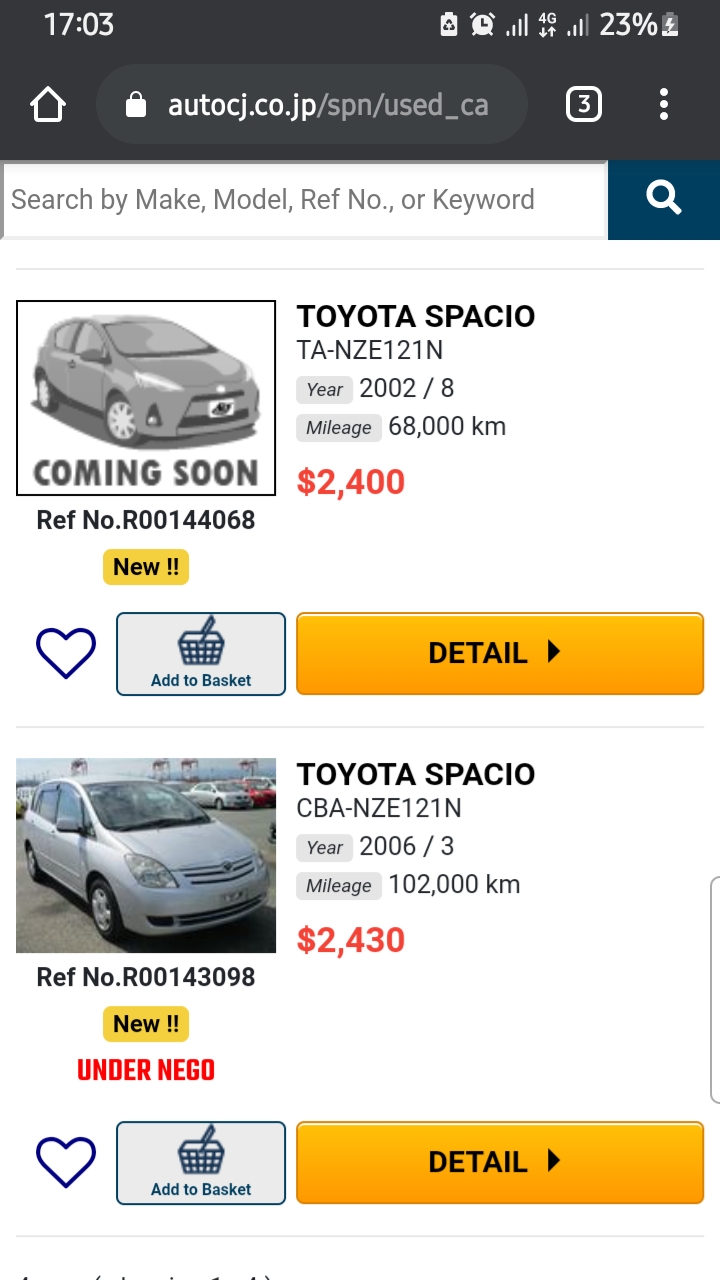 17:03
4G
23%
autocj.co.jp/spn/used_ca
3
Search by Make, Model, Ref No., or Keyword
COMING SOON
TOYOTA SPACIO
TA-NZE121N
Year 2002 / 8
Mileage 68,000 km
$2,400
Ref No.R00144068
New !!
Add to Basket
DETAIL
TOYOTA SPACIO
CBA-NZE121N
Year 2006 / 3
Mileage 102,000 km
$2,430
Ref No.R00143098
New !!
UNDER NEGO
Add to Basket
DETAIL